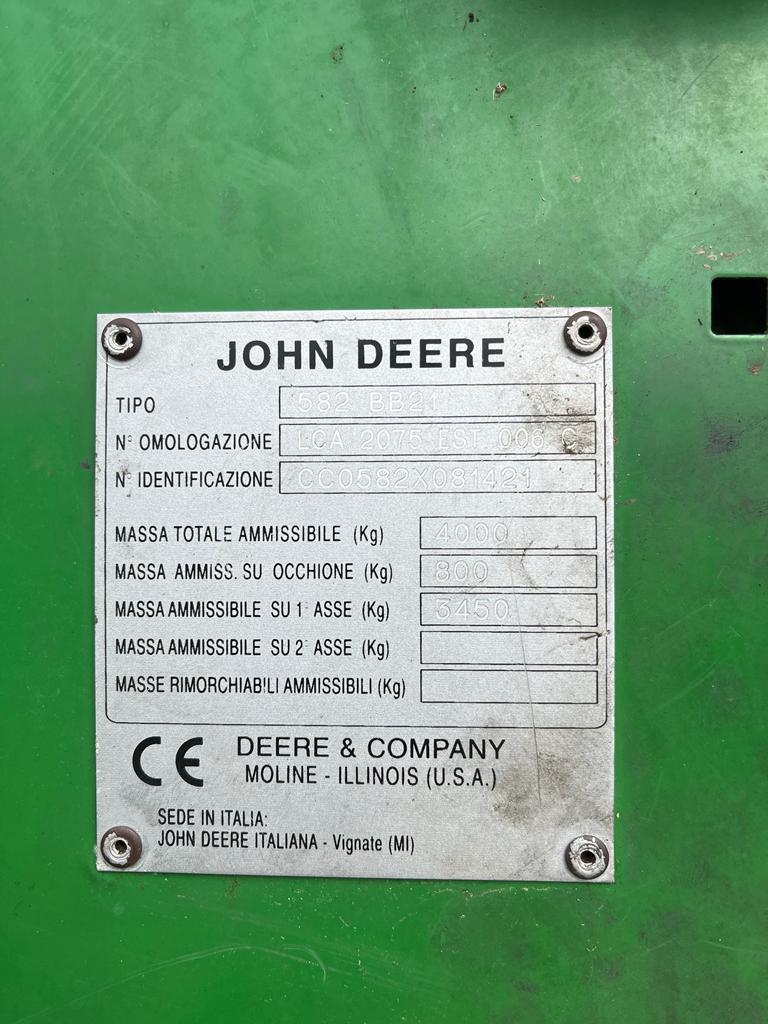 JOHN DEERE
TIPO 582 BB21
N° OMOLOGAZIONE LCA 2075 EST 006 C
N° IDENTIFICAZIONE CC0582X081421
MASSA TOTALE AMMISSIBILE (Kg) 4000
MASSA AMMISS. SU OCCHIONE (Kg) 800
MASSA AMMISSIBILE SU 1° ASSE (Kg) 3450
MASSA AMMISSIBILE SU 2° ASSE (Kg)
MASSE RIMORCHIABILI AMMISSIBILI (Kg)
CE DEERE & COMPANY
MOLINE - ILLINOIS (U.S.A.)
SEDE IN ITALIA:
JOHN DEERE ITALIANA - Vignate (MI)